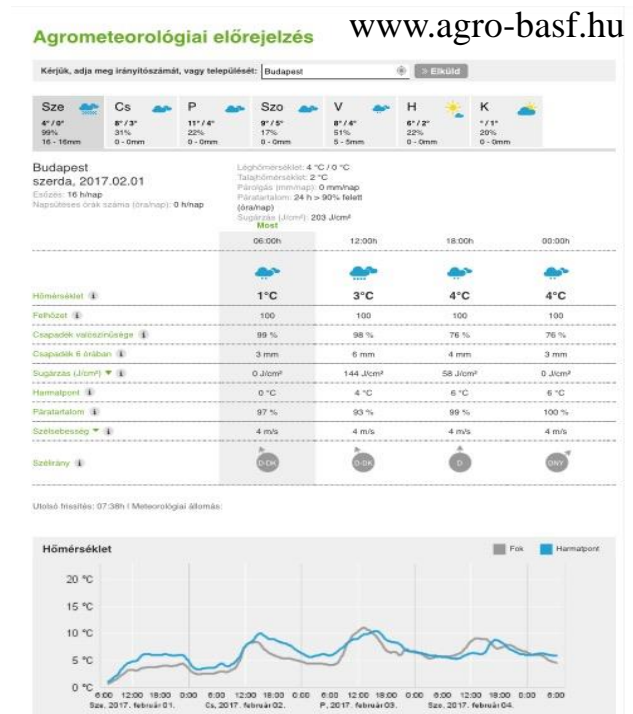 www.agro-basf.hu
Agrometeorológiai előrejelzés
Kérjük, adja meg irányítószámát, vagy települését: Budapest > Elküld
Sze Cs P Szo V H K
4° / 0° 8° / 3° 11° / 4° 9° / 5° 8° / 4° 6° / 2° ° / 1°
99% 31% 22% 17% 51% 22% 20%
16 - 16mm 0 - 0mm 0 - 0mm 0 - 0mm 5 - 5mm 0 - 0mm 0 - 0mm
Budapest
szerda, 2017.02.01
Esőzés: 16 h/nap
Napsütéses órák száma (óra/nap): 0 h/nap
Léghőmérséklet: 4 °C / 0 °C
Talajhőmérséklet: 2 °C
Párolgás (mm/nap): 0 mm/nap
Páratartalom: 24 h > 90% felett
(óra/nap)
Sugárzás (J/cm²): 203 J/cm²
Most
06:00h 12:00h 18:00h 00:00h
Hőmérséklet i 1°C 3°C 4°C 4°C
Felhőzet i 100 100 100 100
Csapadék valószínűsége i 99 % 98 % 76 % 76 %
Csapadék 6 órában i 3 mm 6 mm 4 mm 3 mm
Sugárzás (J/cm²) ▼ i 0 J/cm² 144 J/cm² 58 J/cm² 0 J/cm²
Harmatpont i 0 °C 4 °C 6 °C 6 °C
Páratartalom i 97 % 93 % 99 % 100 %
Szélsebesség ▼ i 4 m/s 4 m/s 4 m/s 4 m/s
Szélirány i D-DK D-DK D DNY
Utolsó frissítés: 07:38h | Meteorológiai állomás:
Hőmérséklet Fok Harmatpont
20 °C
15 °C
10 °C
5 °C
0 °C
6:00 12:00 18:00 0:00 6:00 12:00 18:00 0:00 6:00 12:00 18:00 0:00 6:00 12:00 18:00 0:00 6:00
Sze, 2017. február 01. Cs, 2017. február 02. P, 2017. február 03. Szo, 2017. február 04.